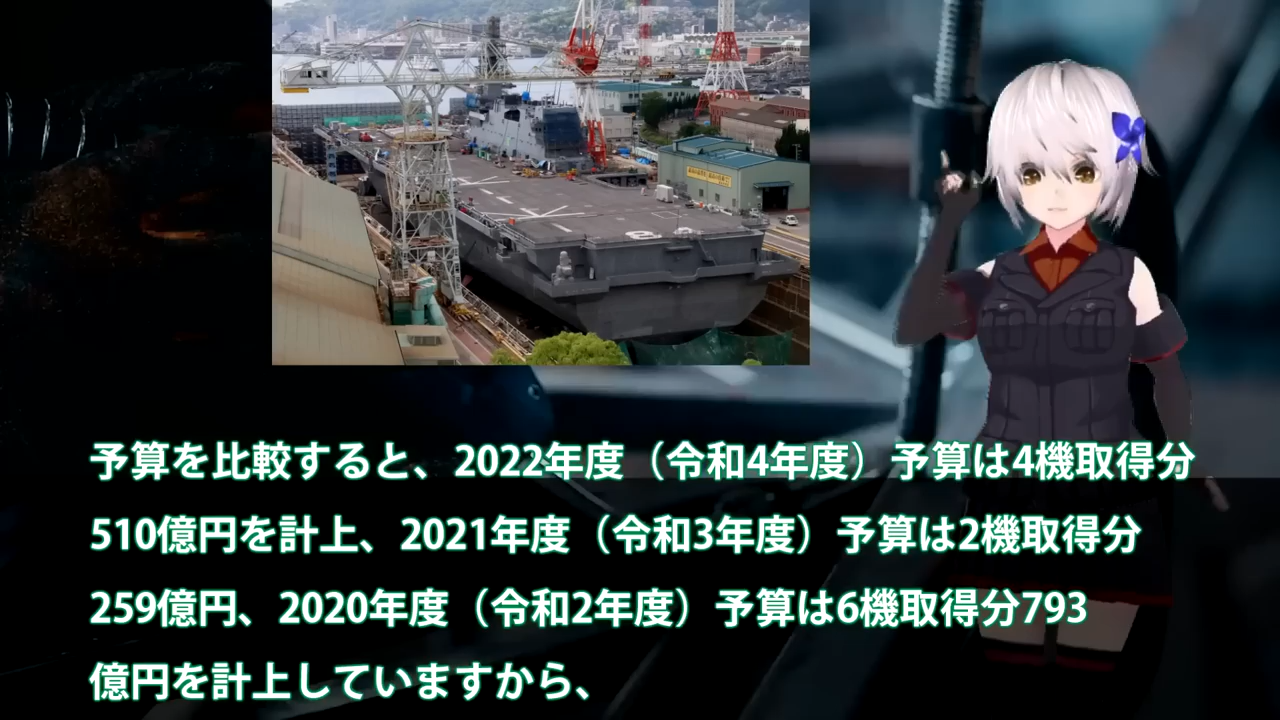 予算を比較すると、2022年度（令和4年度）予算は4機取得分
510億円を計上、2021年度（令和3年度）予算は2機取得分
259億円、2020年度（令和2年度）予算は6機取得分793
億円を計上していますから、